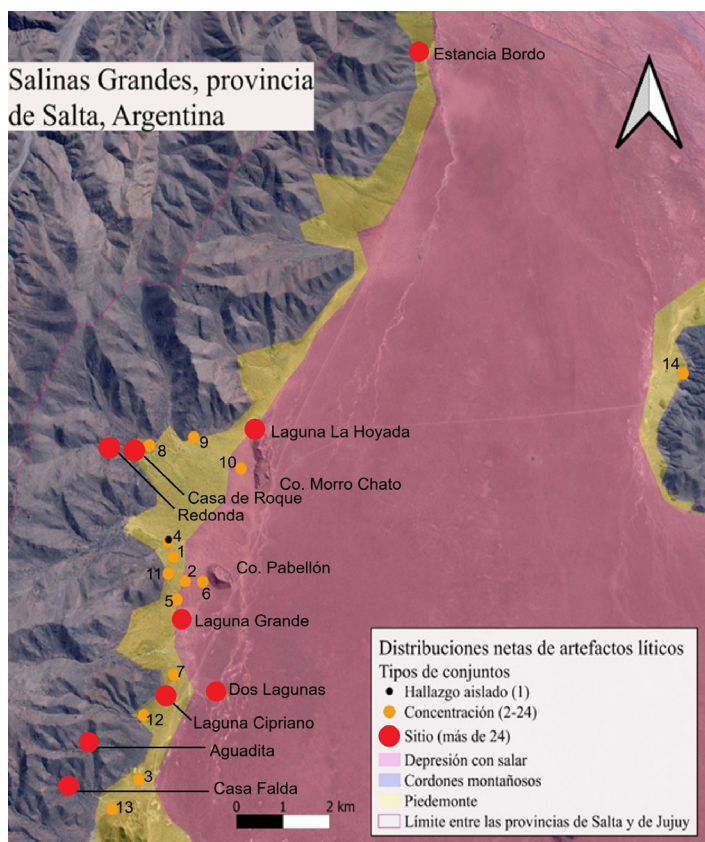 Salinas Grandes, provincia
de Salta, Argentina
Estancia Bordo
14
Laguna La Hoyada
9
8
10
Co. Morro Chato
Casa de Roque
Redonda
4
1
Co. Pabellón
11
2
6
5
Laguna Grande
7
Dos Lagunas
Laguna Cipriano
12
Aguadita
3
Casa Falda
13
0 1 2 km
Distribuciones netas de artefactos líticos
Tipos de conjuntos
Hallazgo aislado (1)
Concentración (2-24)
Sitio (más de 24)
Depresión con salar
Cordones montañosos
Piedemonte
Límite entre las provincias de Salta y de Jujuy